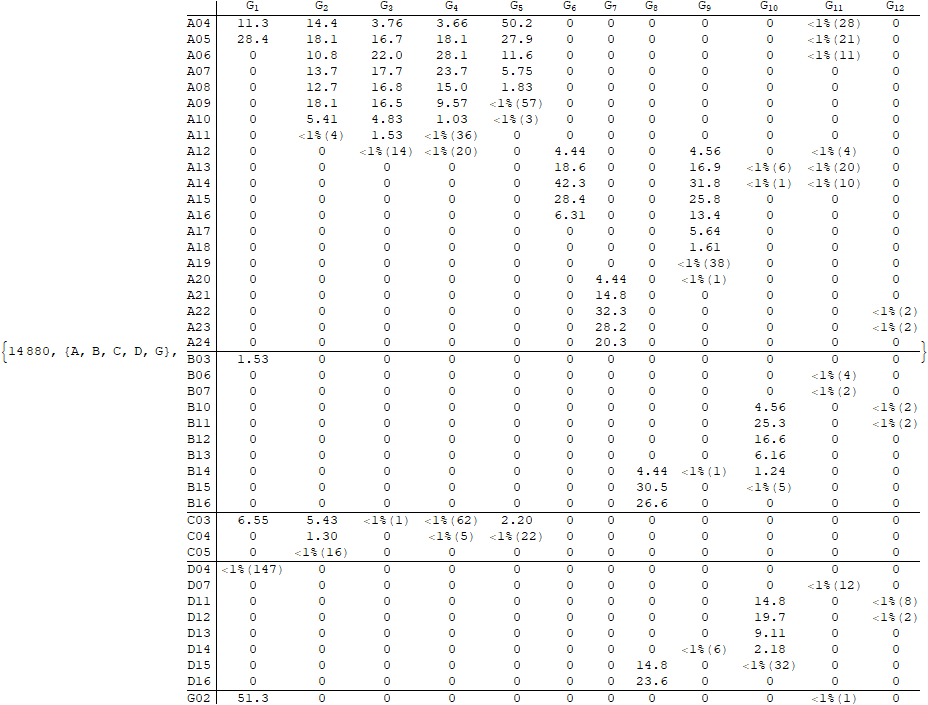 G₁ G₂ G₃ G₄ G₅ G₆ G₇ G₈ G₉ G₁₀ G₁₁ G₁₂
A04 11.3 14.4 3.76 3.66 50.2 0 0 0 0 0 <1%(28) 0
A05 28.4 18.1 16.7 18.1 27.9 0 0 0 0 0 <1%(21) 0
A06 0 10.8 22.0 28.1 11.6 0 0 0 0 0 <1%(11) 0
A07 0 13.7 17.7 23.7 5.75 0 0 0 0 0 0 0
A08 0 12.7 16.8 15.0 1.83 0 0 0 0 0 0 0
A09 0 18.1 16.5 9.57 <1%(57) 0 0 0 0 0 0 0
A10 0 5.41 4.83 1.03 <1%(3) 0 0 0 0 0 0 0
A11 0 <1%(4) 1.53 <1%(36) 0 0 0 0 0 0 0 0
A12 0 0 <1%(14) <1%(20) 0 4.44 0 0 4.56 0 <1%(4) 0
A13 0 0 0 0 0 18.6 0 0 16.9 <1%(6) <1%(20) 0
A14 0 0 0 0 0 42.3 0 0 31.8 <1%(1) <1%(10) 0
A15 0 0 0 0 0 28.4 0 0 25.8 0 0 0
A16 0 0 0 0 0 6.31 0 0 13.4 0 0 0
A17 0 0 0 0 0 0 0 0 5.64 0 0 0
A18 0 0 0 0 0 0 0 0 1.61 0 0 0
A19 0 0 0 0 0 0 0 0 <1%(38) 0 0 0
A20 0 0 0 0 0 0 4.44 0 <1%(1) 0 0 0
A21 0 0 0 0 0 0 14.8 0 0 0 0 0
A22 0 0 0 0 0 0 32.3 0 0 0 0 <1%(2)
A23 0 0 0 0 0 0 28.2 0 0 0 0 <1%(2)
A24 0 0 0 0 0 0 20.3 0 0 0 0 0
{14880, {A, B, C, D, G}, }
B03 1.53 0 0 0 0 0 0 0 0 0 0 0
B06 0 0 0 0 0 0 0 0 0 0 <1%(4) 0
B07 0 0 0 0 0 0 0 0 0 0 <1%(2) 0
B10 0 0 0 0 0 0 0 0 0 4.56 0 <1%(2)
B11 0 0 0 0 0 0 0 0 0 25.3 0 <1%(2)
B12 0 0 0 0 0 0 0 0 0 16.6 0 0
B13 0 0 0 0 0 0 0 0 0 6.16 0 0
B14 0 0 0 0 0 0 0 4.44 <1%(1) 1.24 0 0
B15 0 0 0 0 0 0 0 30.5 0 <1%(5) 0 0
B16 0 0 0 0 0 0 0 26.6 0 0 0 0
C03 6.55 5.43 <1%(1) <1%(62) 2.20 0 0 0 0 0 0 0
C04 0 1.30 0 <1%(5) <1%(22) 0 0 0 0 0 0 0
C05 0 <1%(16) 0 0 0 0 0 0 0 0 0 0
D04 <1%(147) 0 0 0 0 0 0 0 0 0 0 0
D07 0 0 0 0 0 0 0 0 0 0 <1%(12) 0
D11 0 0 0 0 0 0 0 0 0 14.8 0 <1%(8)
D12 0 0 0 0 0 0 0 0 0 19.7 0 <1%(2)
D13 0 0 0 0 0 0 0 0 0 9.11 0 0
D14 0 0 0 0 0 0 0 0 <1%(6) 2.18 0 0
D15 0 0 0 0 0 0 0 14.8 0 <1%(32) 0 0
D16 0 0 0 0 0 0 0 23.6 0 0 0 0
G02 51.3 0 0 0 0 0 0 0 0 0 <1%(1) 0